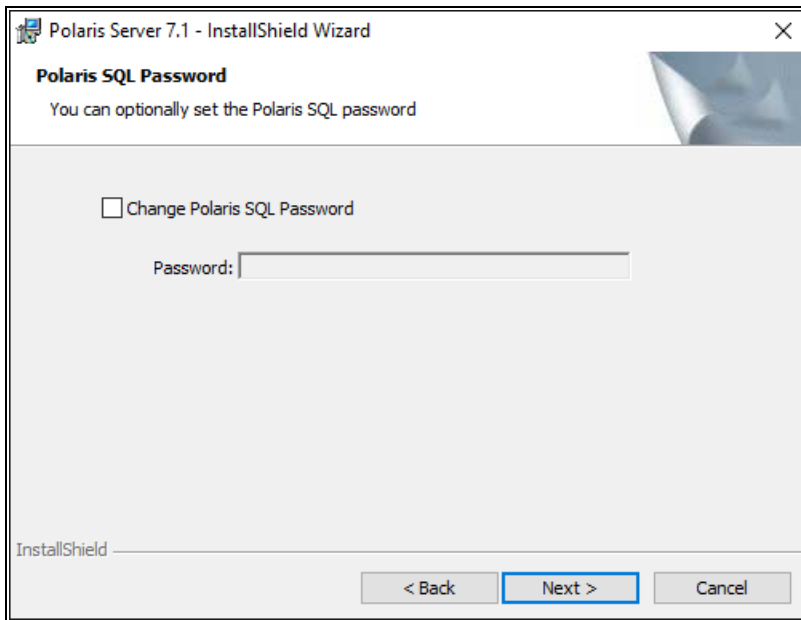 Polaris Server 7.1 - InstallShield Wizard
Polaris SQL Password
You can optionally set the Polaris SQL password
Change Polaris SQL Password
Password:
InstallShield
< Back Next > Cancel